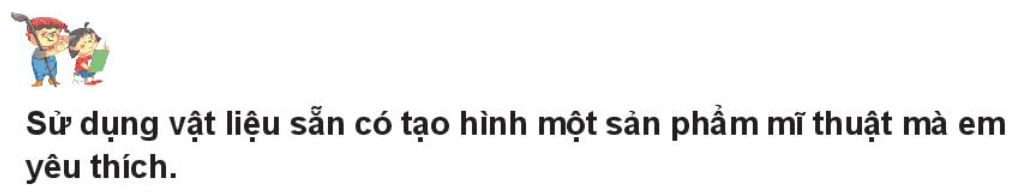 Sử dụng vật liệu sẵn có tạo hình một sản phẩm mĩ thuật mà em
yêu thích.